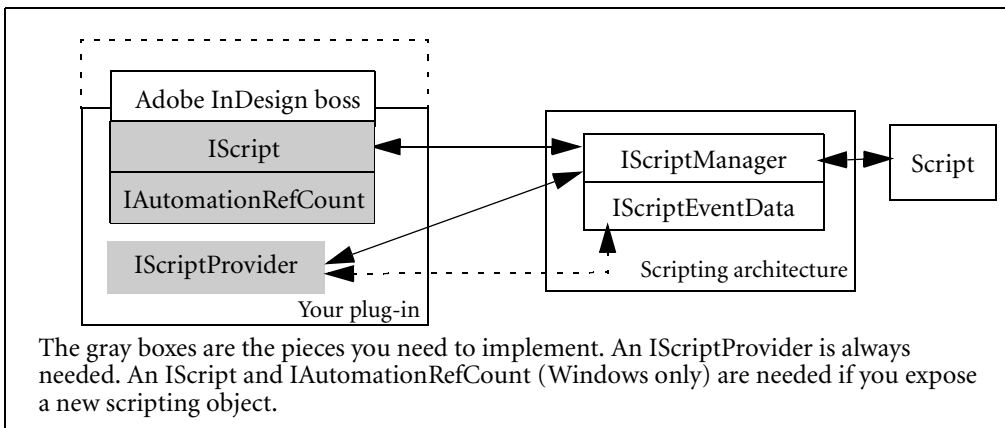 Adobe InDesign boss
IScript
IAutomationRefCount
IScriptProvider
Your plug-in
IScriptManager
IScriptEventData
Scripting architecture
Script
The gray boxes are the pieces you need to implement. An IScriptProvider is always
needed. An IScript and IAutomationRefCount (Windows only) are needed if you expose
a new scripting object.